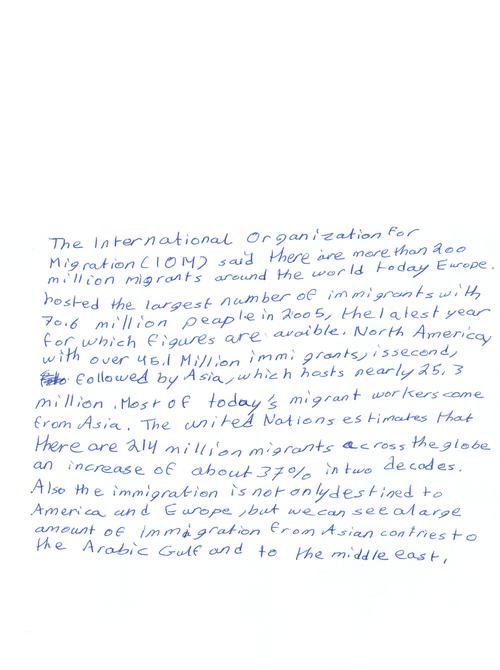 The International Organization For
Migration (IOM) said there are more than 200
million migrants around the world today Europe.
hosted the largest number of immigrants with
70.6 million peaple in 2005, the latest year
for which figures are avaible. North America,
with over 45.1 Million immigrants, is second,
followed by Asia, which hosts nearly 25.3
million. Most of today's migrant workers come
from Asia. The united Nations estimates that
there are 214 million migrants across the globe
an increase of about 37% in two decades.
Also the immigration is not only destined to
America and Europe, but we can see a large
amount of Immigration from Asian contries to
the Arabic Gulf and to the middle east.